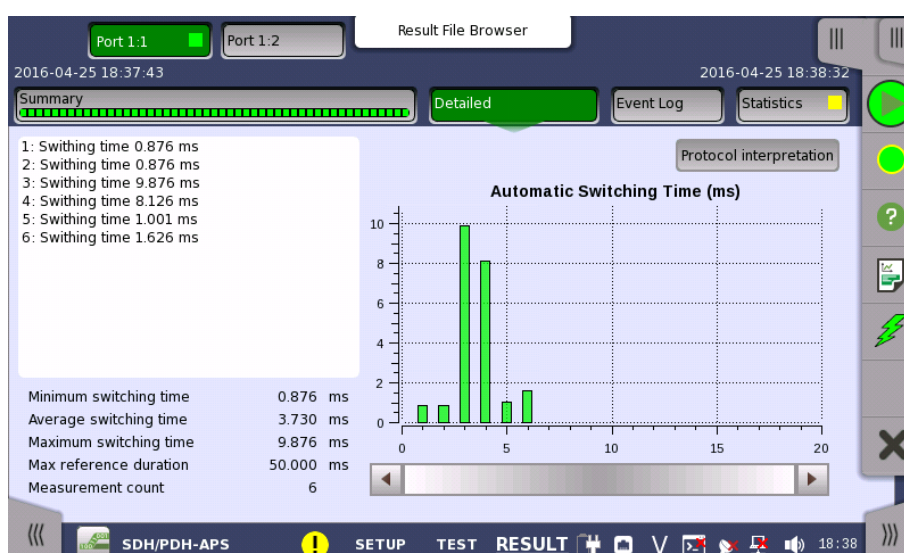 Port 1:1
Port 1:2
Result File Browser
2016-04-25 18:37:43
2016-04-25 18:38:32
Summary
Detailed
Event Log
Statistics
1: Swithing time 0.876 ms
2: Swithing time 0.876 ms
3: Swithing time 9.876 ms
4: Swithing time 8.126 ms
5: Swithing time 1.001 ms
6: Swithing time 1.626 ms
Protocol interpretation
Automatic Switching Time (ms)
10
8
6
4
2
0
0 5 10 15 20
Minimum switching time 0.876 ms
Average switching time 3.730 ms
Maximum switching time 9.876 ms
Max reference duration 50.000 ms
Measurement count 6
SDH/PDH-APS ! SETUP TEST RESULT V 18:38